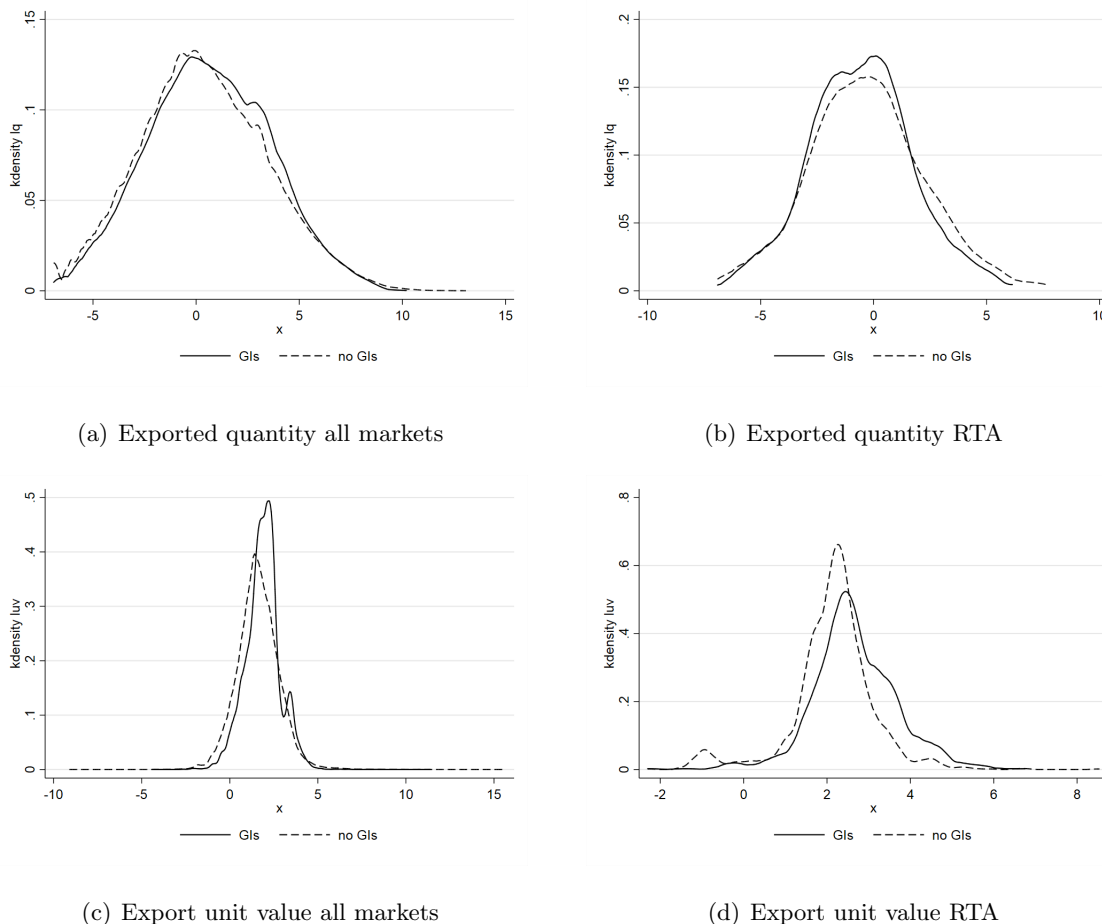 kdensity lq
0 .05 .1 .15
-5 0 5 10 15
x
GIs no GIs
(a) Exported quantity all markets
kdensity lq
0 .05 .1 .15 .2
-10 -5 0 5 10
x
GIs no GIs
(b) Exported quantity RTA
kdensity luv
0 .1 .2 .3 .4 .5
-10 -5 0 5 10 15
x
GIs no GIs
(c) Export unit value all markets
kdensity luv
0 .2 .4 .6 .8
-2 0 2 4 6 8
x
GIs no GIs
(d) Export unit value RTA